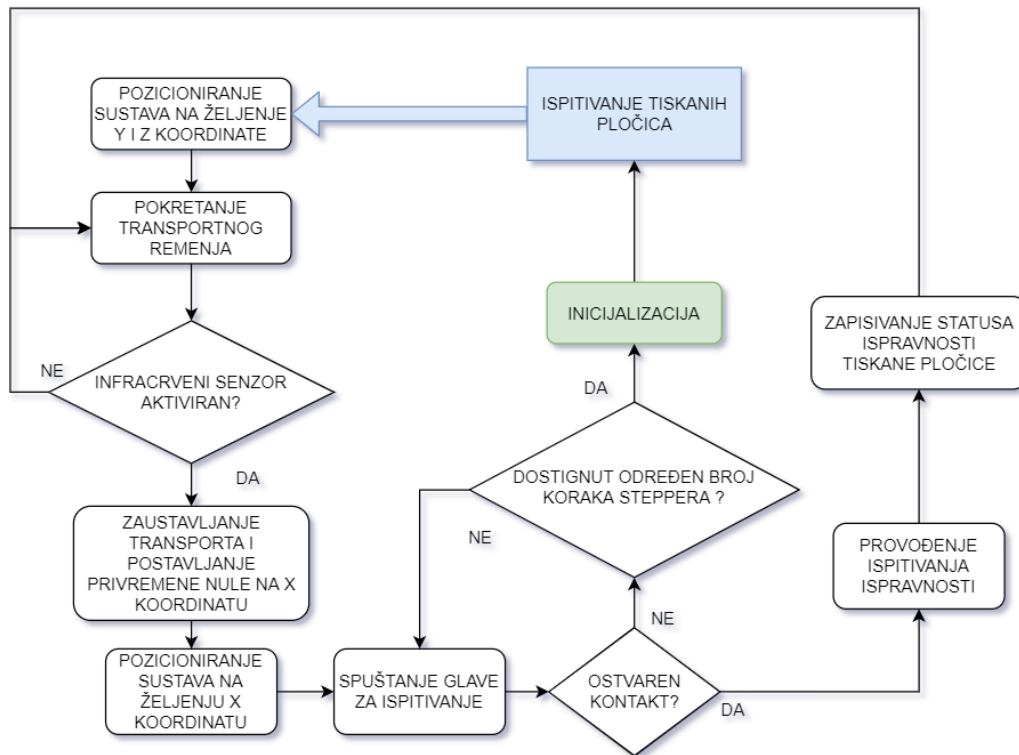 POZICIONIRANJE
SUSTAVA NA ŽELJENJE
Y I Z KOORDINATE
ISPITIVANJE TISKANIH
PLOČICA
POKRETANJE
TRANSPORTNOG
REMENJA
INICIJALIZACIJA
ZAPISIVANJE STATUSA
ISPRAVNOSTI
TISKANE PLOČICE
NE
INFRACRVENI SENZOR
AKTIVIRAN?
DA
DA
DOSTIGNUT ODREĐEN BROJ
KORAKA STEPPERA ?
NE
ZAUSTAVLJANJE
TRANSPORTA I
POSTAVLJANJE
PRIVREMENE NULE NA X
KOORDINATU
PROVOĐENJE
ISPITIVANJA
ISPRAVNOSTI
NE
POZICIONIRANJE
SUSTAVA NA
ŽELJENJU X
KOORDINATU
SPUŠTANJE GLAVE
ZA ISPITIVANJE
OSTVAREN
KONTAKT?
DA